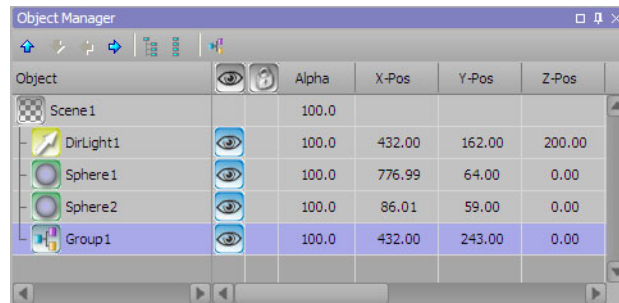 Object Manager
Object Alpha X-Pos Y-Pos Z-Pos
Scene1 100.0
DirLight1 100.0 432.00 162.00 200.00
Sphere1 100.0 776.99 64.00 0.00
Sphere2 100.0 86.01 59.00 0.00
Group1 100.0 432.00 243.00 0.00